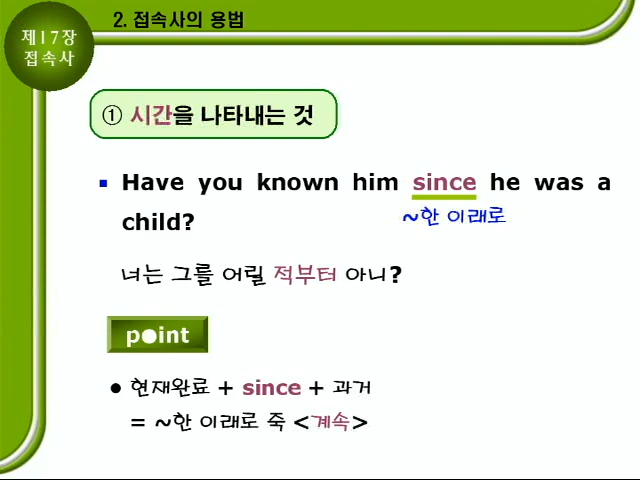 2. 접속사의 용법
제17장
접속사
① 시간을 나타내는 것
▪ Have you known him since he was a
child?
~한 이래로
너는 그를 어릴 적부터 아니?
point
● 현재완료 + since + 과거
= ~한 이래로 죽 <계속>